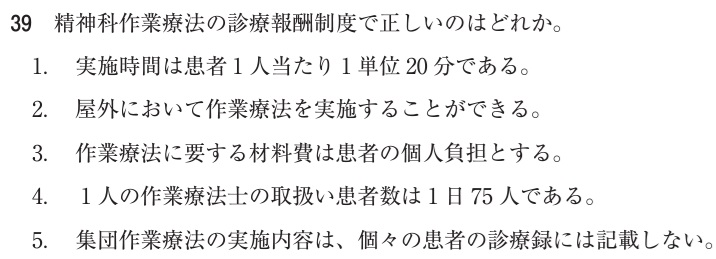 39 精神科作業療法の診療報酬制度で正しいのはどれか。
1. 実施時間は患者1人当たり1単位20分である。
2. 屋外において作業療法を実施することができる。
3. 作業療法に要する材料費は患者の個人負担とする。
4. 1人の作業療法士の取扱い患者数は1日75人である。
5. 集団作業療法の実施内容は、個々の患者の診療録には記載しない。